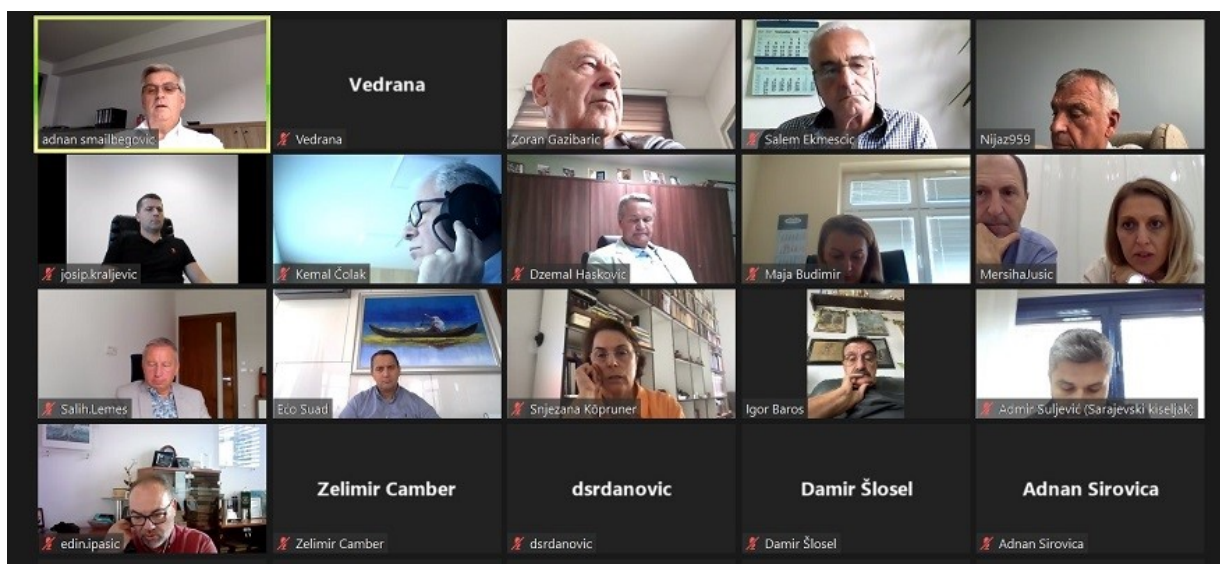 adnan smailbegovic
Vedrana
Vedrana
Zoran Gazibaric
Salem Ekmescic
Nijaz959
josip.kraljevic
Kemal Čolak
Dzemal Haskovic
Maja Budimir
MersihaJusic
Salih.Lemes
Ećo Suad
Snjezana Köpruner
Igor Baros
Admir Suljević (Sarajevski kiseljak)
edin.ipasic
Zelimir Camber
Zelimir Camber
dsrdanovic
dsrdanovic
Damir Šlosel
Damir Šlosel
Adnan Sirovica
Adnan Sirovica